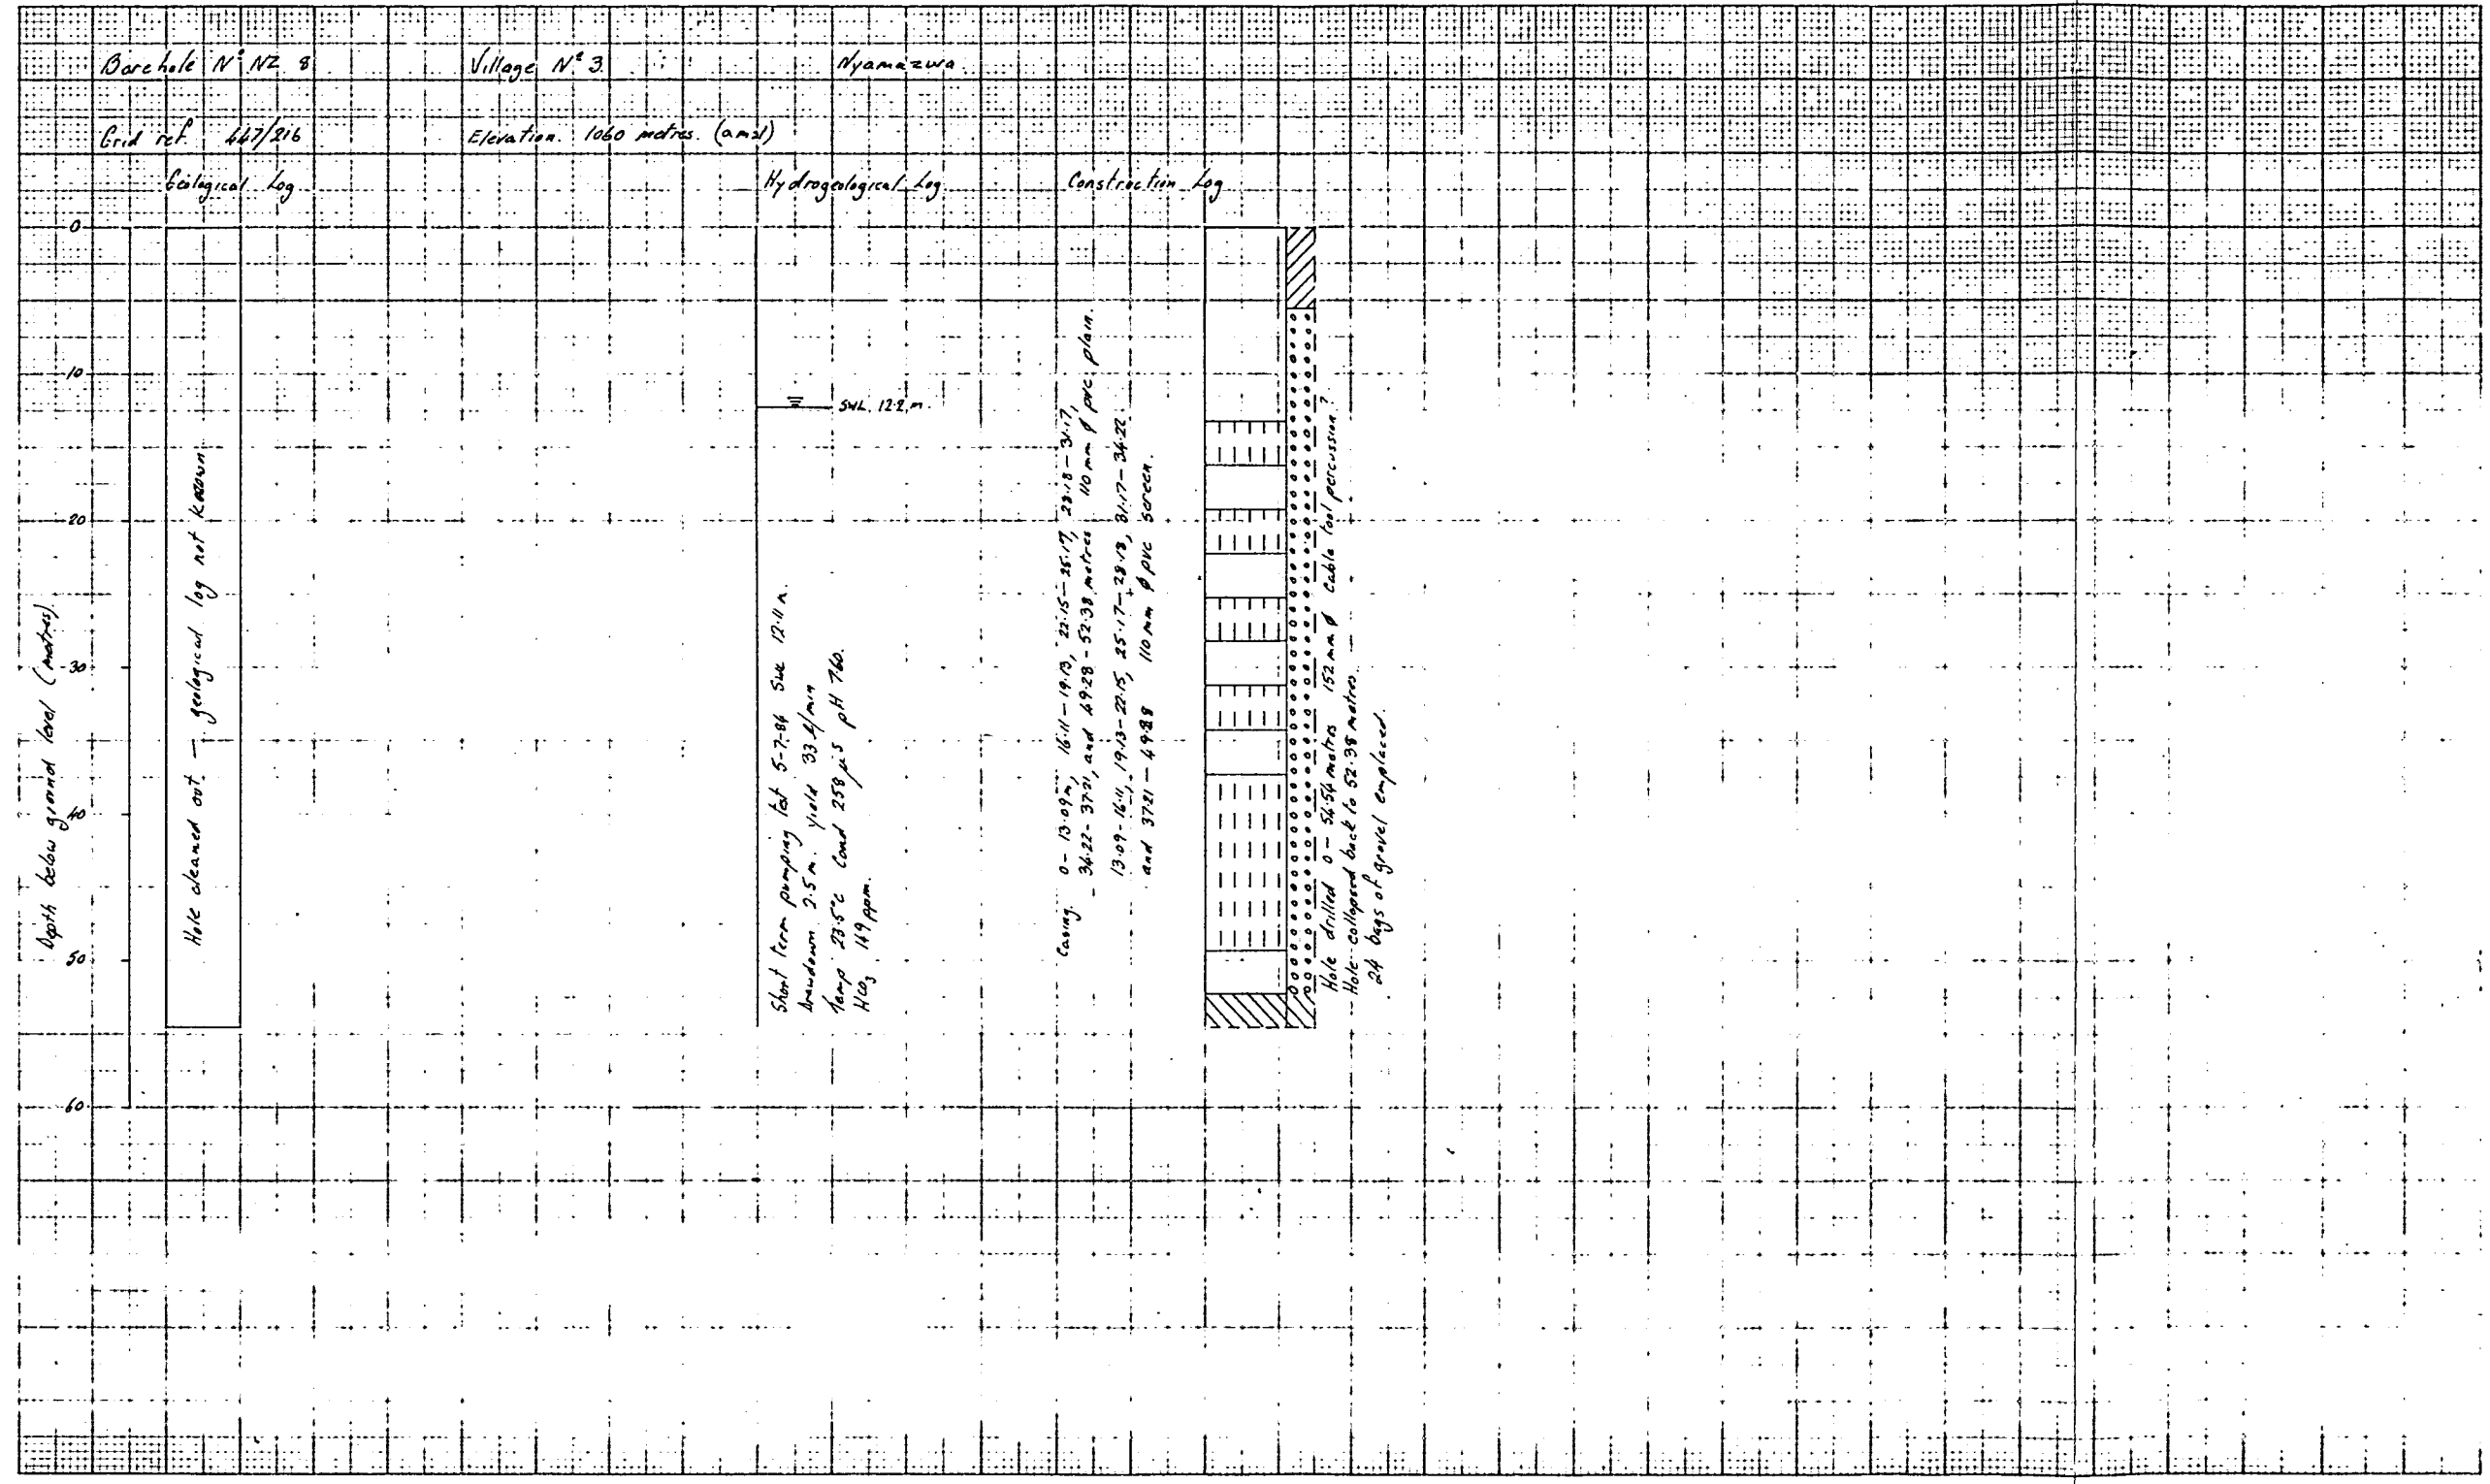 Borehole Nº NZ 8 Village Nº 3 Nyamazuva
Grid ref. 447/216 Elevation 1060 metres. (amsl)
Geological Log Hydrogeological Log Construction Log
Depth below ground level (metres)
0
10
20
30
40
50
60
Hole cleaned out — geological log not known
SWL. 12.2 m.
Short term pumping test 5-7-84 SWL 12.11 m.
Drawdown 2.5 m. yield 33 l/min
Temp 23.5°C Cond 258 µS pH 7.60.
HCO3 149 ppm.
Casing. 0 - 13.09 m, 16.11 - 19.13, 22.15 - 25.17, 28.18 - 31.17,
34.22 - 37.21, and 49.28 - 52.38 metres 110 mm ø pvc plain.
13.09 - 16.11, 19.13 - 22.15, 25.17 - 28.18, 31.17 - 34.22
and 37.21 - 49.28 110 mm ø pvc screen.
Hole drilled 0 - 54.54 metres 152 mm ø cable tool percussion ?
Hole collapsed back to 52.38 metres.
24 bags of gravel emplaced.